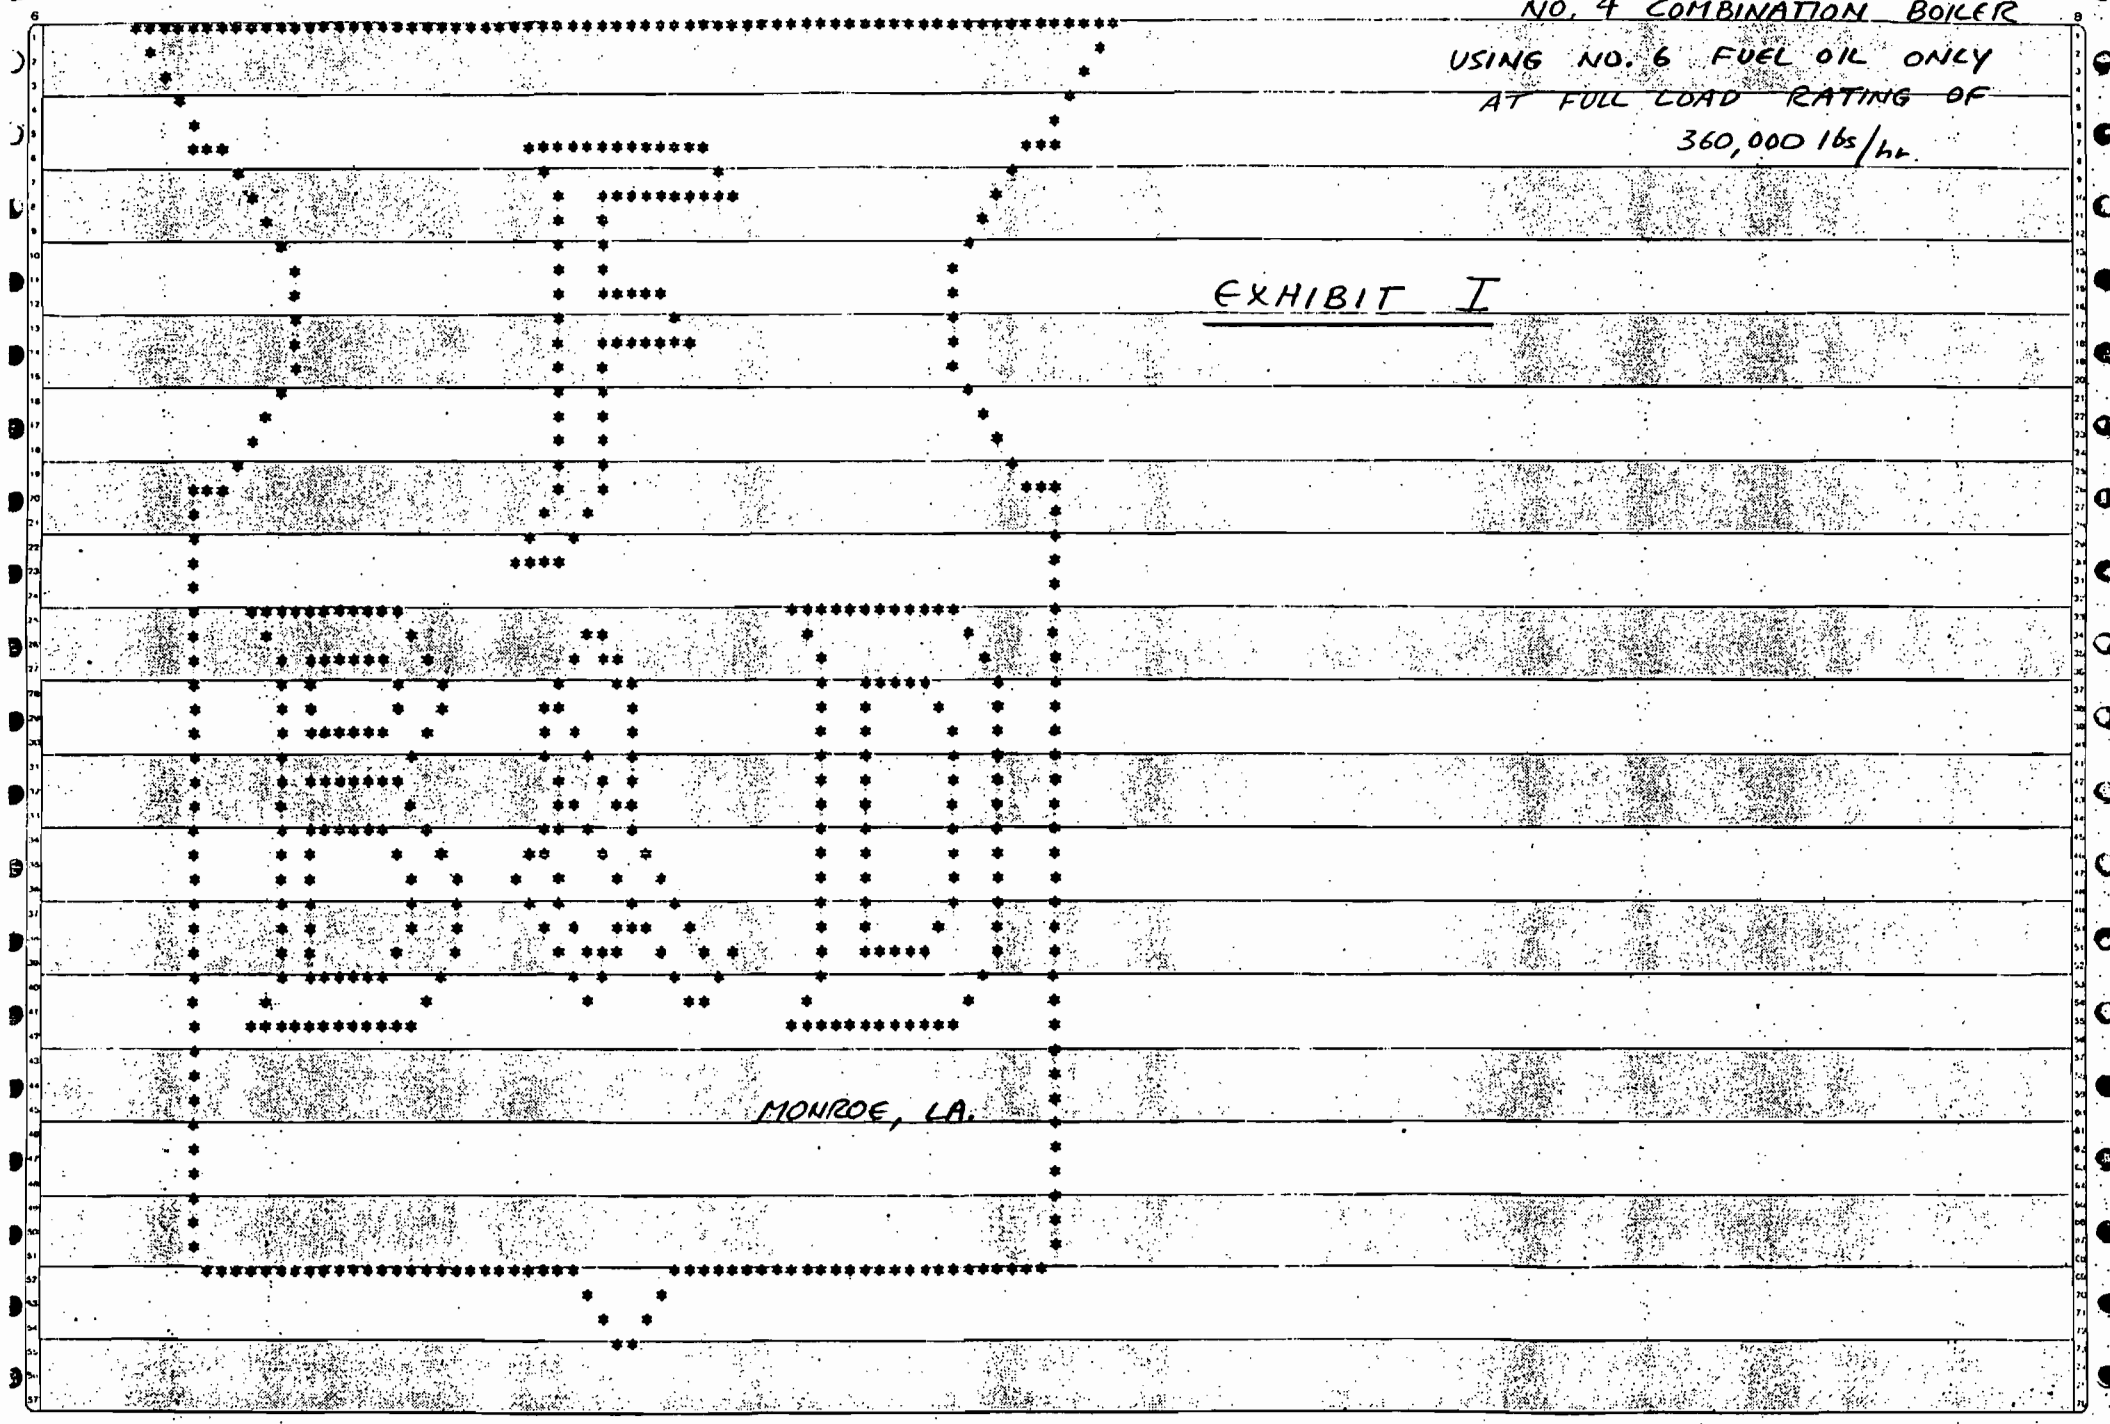 NO. 4 COMBINATION BOILER
USING NO. 6 FUEL OIL ONLY
AT FULL LOAD RATING OF
360,000 lbs/hr.
EXHIBIT I
F
B & D
MONROE, LA.